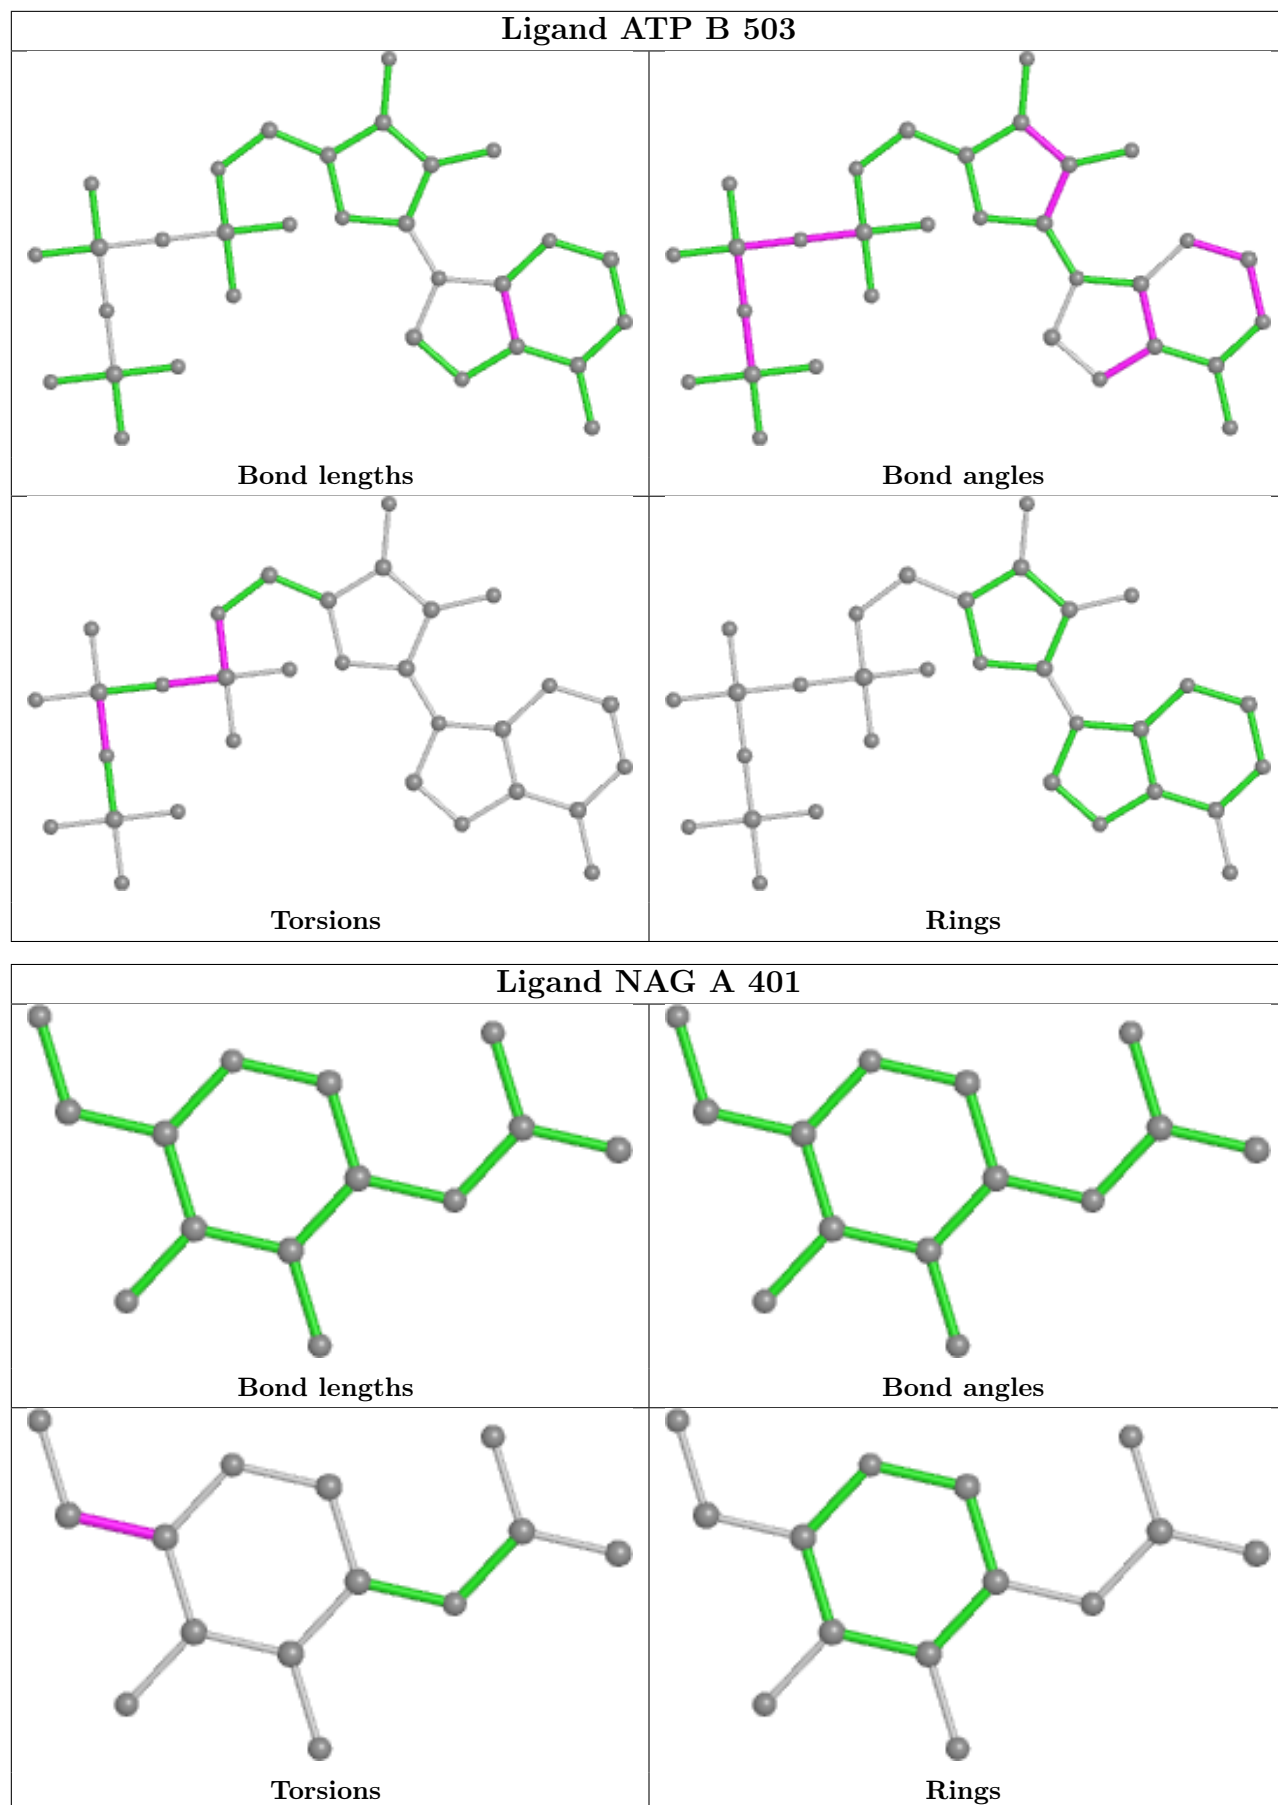 Ligand ATP B 503
Bond lengths
Bond angles
Torsions
Rings
Ligand NAG A 401
Bond lengths
Bond angles
Torsions
Rings